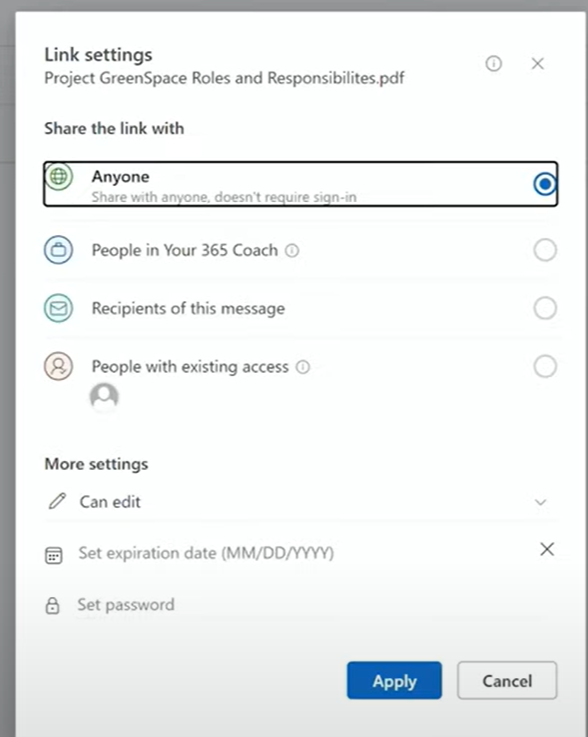 Link settings
Project GreenSpace Roles and Responsibilites.pdf
Share the link with
Anyone
Share with anyone, doesn't require sign-in
People in Your 365 Coach
Recipients of this message
People with existing access
More settings
Can edit
Set expiration date (MM/DD/YYYY)
Set password
Apply
Cancel